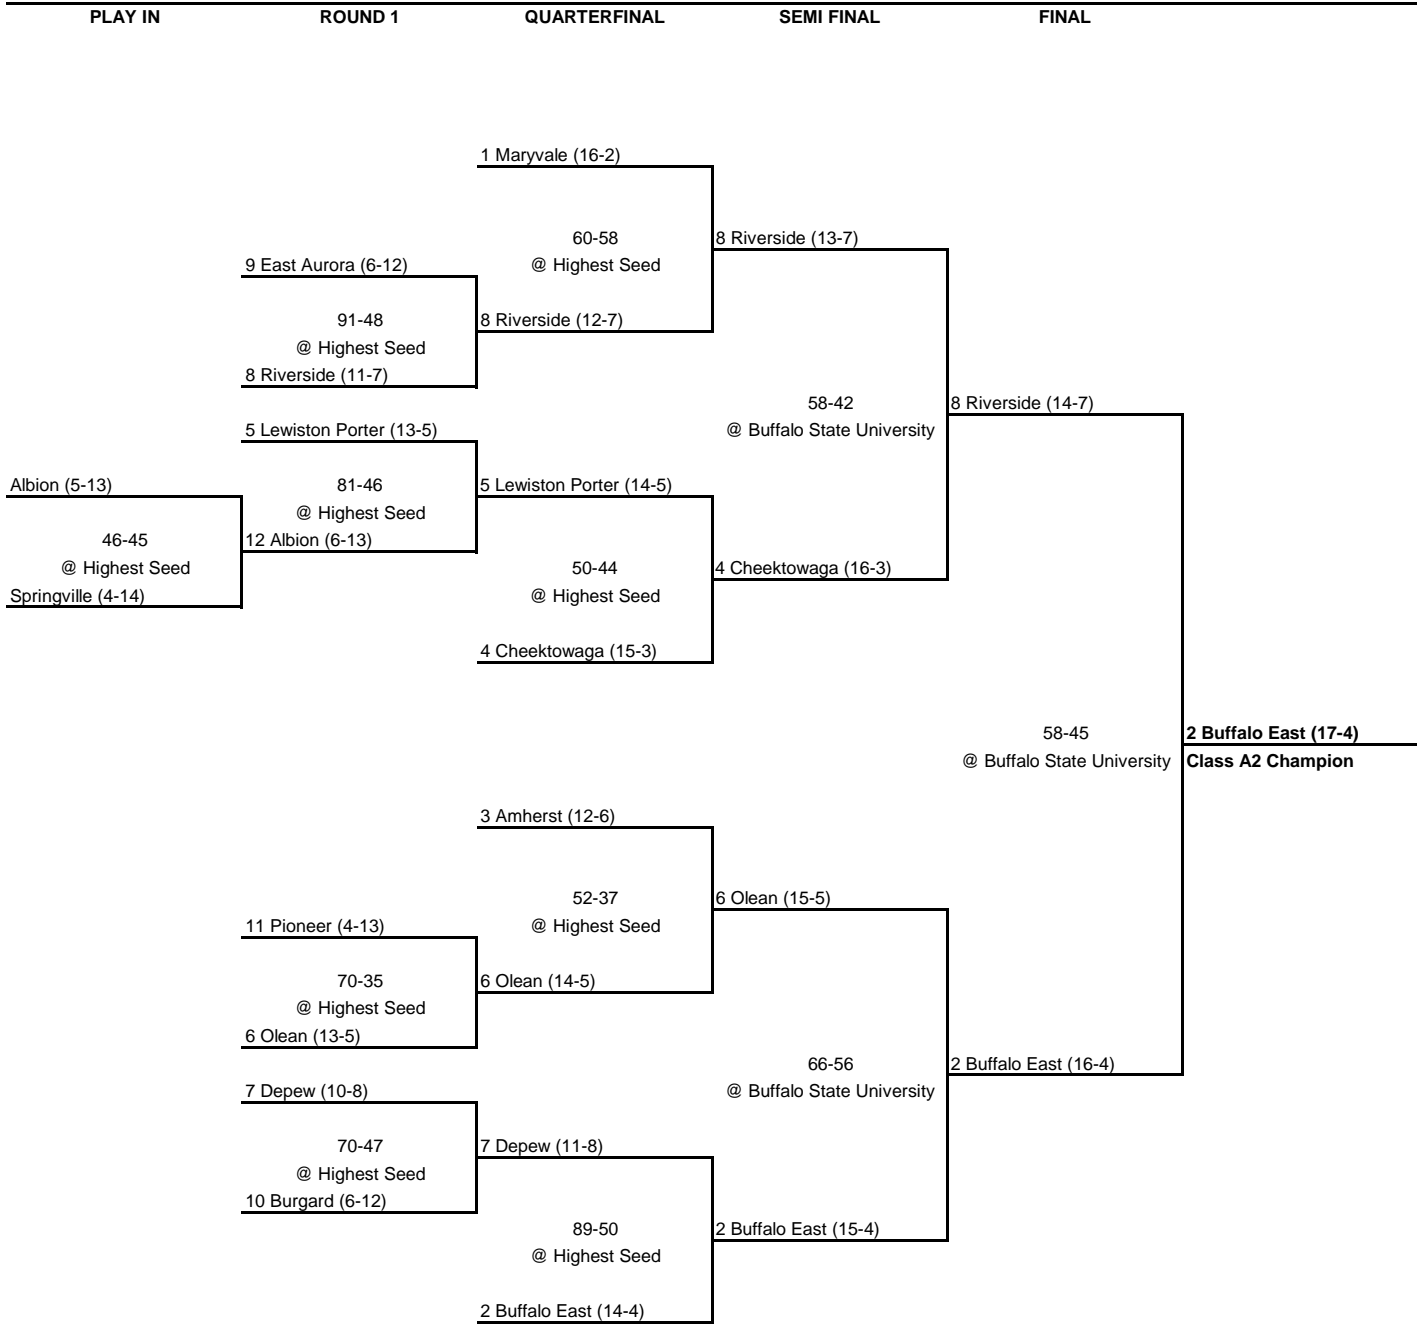 PLAY IN ROUND 1 QUARTERFINAL SEMI FINAL FINAL
1 Maryvale (16-2)
60-58 8 Riverside (13-7)
9 East Aurora (6-12) @ Highest Seed
91-48 8 Riverside (12-7)
@ Highest Seed
8 Riverside (11-7)
58-42 8 Riverside (14-7)
5 Lewiston Porter (13-5) @ Buffalo State University
Albion (5-13) 81-46 5 Lewiston Porter (14-5)
@ Highest Seed
46-45 12 Albion (6-13)
@ Highest Seed 50-44 4 Cheektowaga (16-3)
Springville (4-14) @ Highest Seed
4 Cheektowaga (15-3)
58-45 2 Buffalo East (17-4)
@ Buffalo State University Class A2 Champion
3 Amherst (12-6)
52-37 6 Olean (15-5)
11 Pioneer (4-13) @ Highest Seed
70-35 6 Olean (14-5)
@ Highest Seed
6 Olean (13-5)
66-56 2 Buffalo East (16-4)
7 Depew (10-8) @ Buffalo State University
70-47 7 Depew (11-8)
@ Highest Seed
10 Burgard (6-12)
89-50 2 Buffalo East (15-4)
@ Highest Seed
2 Buffalo East (14-4)